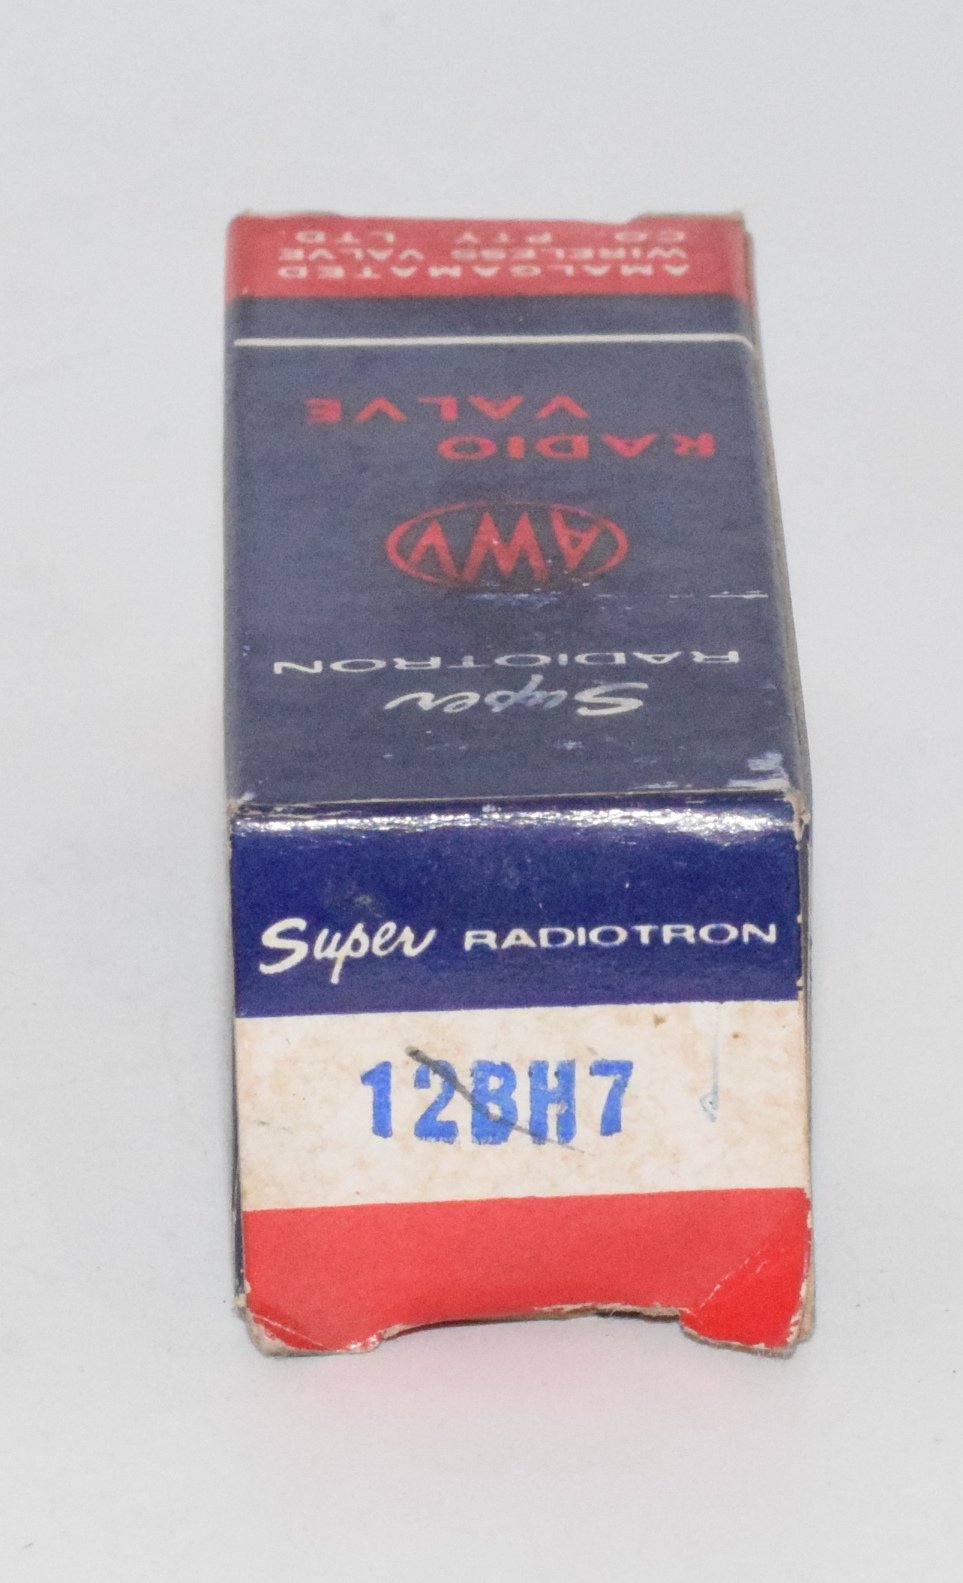 Super RADIOTRON
12BH7
Super
RADIOTRON
AWV
RADIO
VALVE
AMALGAMATED
WIRELESS VALVE
CO PTY LTD.